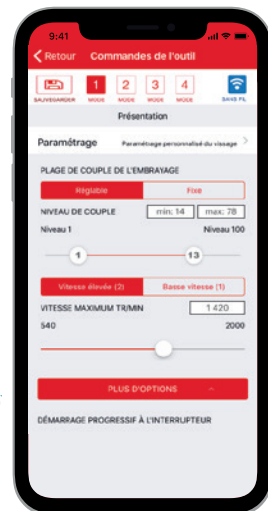 9:41
Retour Commandes de l'outil
1 2 3 4
SAUVEGARDER MODE MODE MODE MODE SANS FIL
Présentation
Paramétrage Paramétrage personnalisé du vissage
PLAGE DE COUPLE DE L'EMBRAYAGE
Réglable Fixe
NIVEAU DE COUPLE min: 14 max: 78
Niveau 1 Niveau 100
1 13
Vitesse élevée (2) Basse vitesse (1)
VITESSE MAXIMUM TR/MIN 1 420
540 2000
PLUS D'OPTIONS
DÉMARRAGE PROGRESSIF À L'INTERRUPTEUR